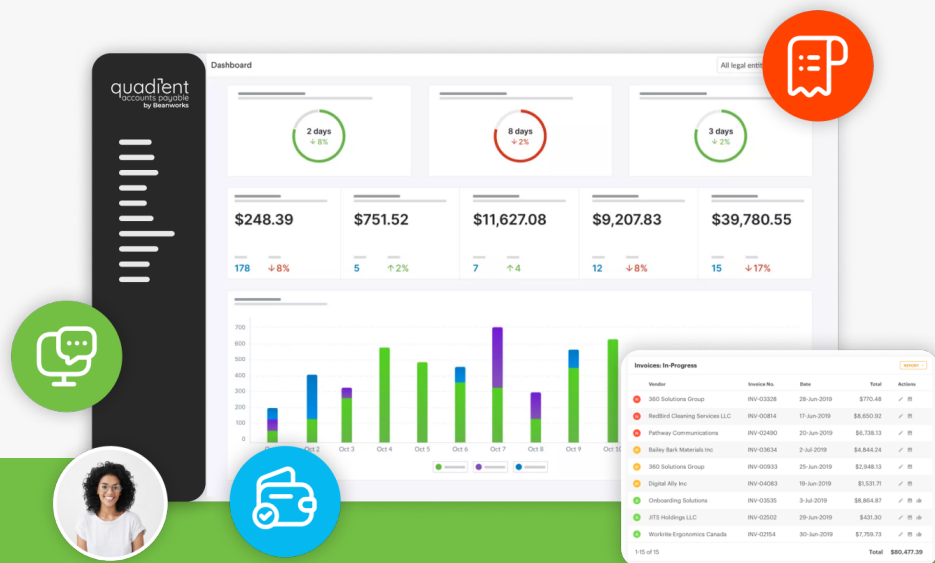 Dashboard
All legal entit
quadient
accounts payable
by Beanworks
2 days
↓ 8%
8 days
↓ 2%
3 days
↓ 2%
$248.39
$751.52
$11,627.08
$9,207.83
$39,780.55
178 ↓8%
5 ↑2%
7 ↑4
12 ↓8%
15 ↓17%
700
600
500
400
300
200
100
0
Oct 2 Oct 3 Oct 4 Oct 5 Oct 6 Oct 7 Oct 8 Oct 9 Oct 10
Invoices: In-Progress
REPORT
Vendor Invoice No. Date Total Actions
360 Solutions Group INV-03328 28-Jun-2019 $770.48
RedBird Cleaning Services LLC INV-00814 17-Jun-2019 $8,650.92
Pathway Communications INV-02490 20-Jun-2019 $6,738.13
Bailey Bark Materials Inc INV-03634 2-Jul-2019 $4,844.24
360 Solutions Group INV-00933 25-Jun-2019 $2,948.13
Digital Ally Inc INV-04083 19-Jun-2019 $1,531.71
Onboarding Solutions INV-03535 3-Jul-2019 $8,864.87
JITS Holdings LLC INV-02502 29-Jun-2019 $431.30
Workrite Ergonomics Canada INV-02154 30-Jun-2019 $7,759.73
1-15 of 15 Total $80,477.39